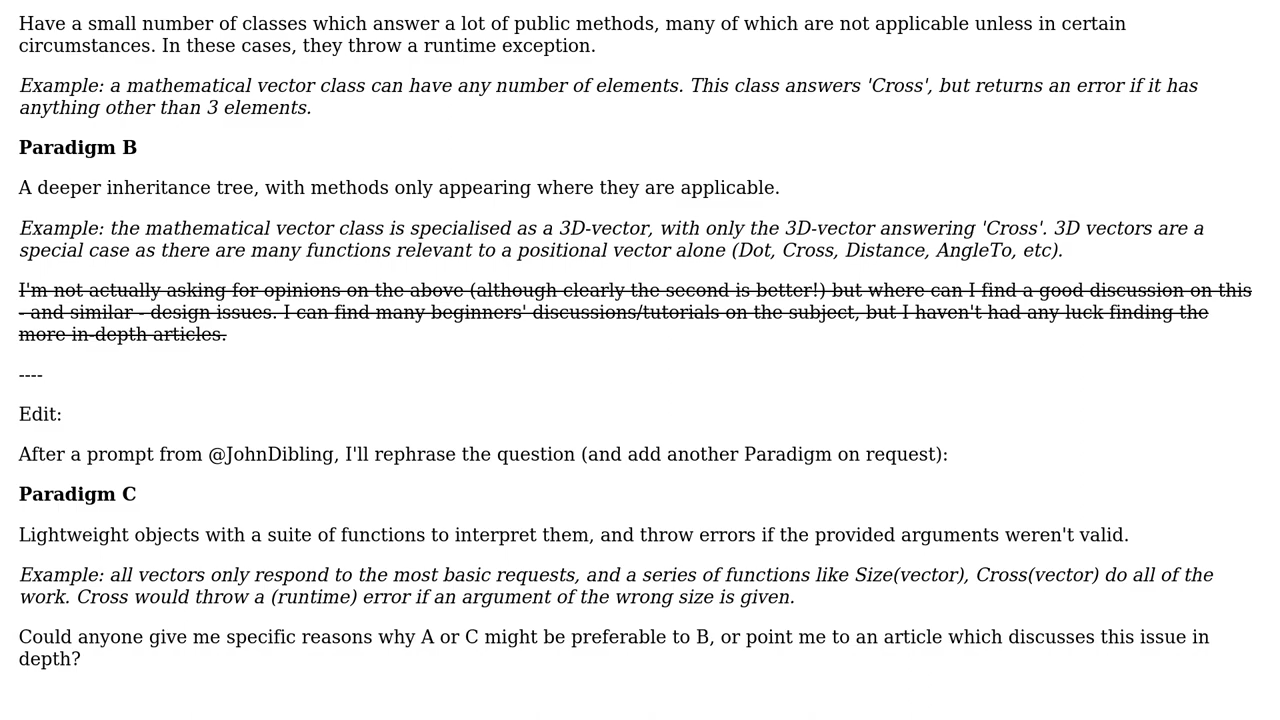 Have a small number of classes which answer a lot of public methods, many of which are not applicable unless in certain
circumstances. In these cases, they throw a runtime exception.
Example: a mathematical vector class can have any number of elements. This class answers 'Cross', but returns an error if it has
anything other than 3 elements.
Paradigm B
A deeper inheritance tree, with methods only appearing where they are applicable.
Example: the mathematical vector class is specialised as a 3D-vector, with only the 3D-vector answering 'Cross'. 3D vectors are a
special case as there are many functions relevant to a positional vector alone (Dot, Cross, Distance, AngleTo, etc).
I'm not actually asking for opinions on the above (although clearly the second is better!) but where can I find a good discussion on this
- and similar - design issues. I can find many beginners' discussions/tutorials on the subject, but I haven't had any luck finding the
more in-depth articles.
----
Edit:
After a prompt from @JohnDibling, I'll rephrase the question (and add another Paradigm on request):
Paradigm C
Lightweight objects with a suite of functions to interpret them, and throw errors if the provided arguments weren't valid.
Example: all vectors only respond to the most basic requests, and a series of functions like Size(vector), Cross(vector) do all of the
work. Cross would throw a (runtime) error if an argument of the wrong size is given.
Could anyone give me specific reasons why A or C might be preferable to B, or point me to an article which discusses this issue in
depth?